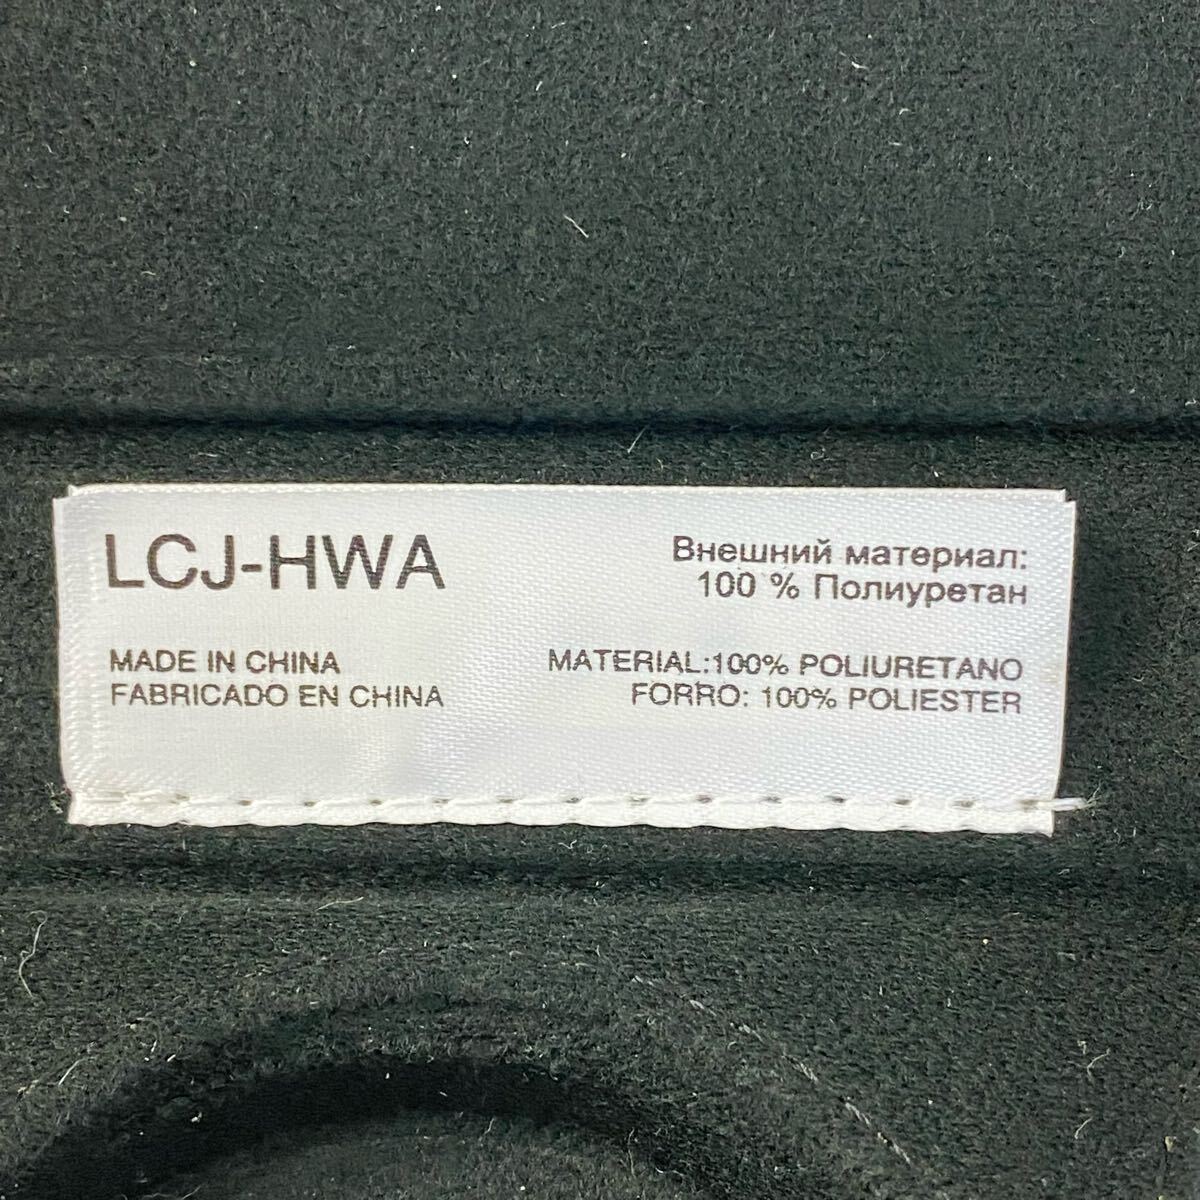 LCJ-HWA
MADE IN CHINA
FABRICADO EN CHINA
Внешний материал:
100 % Полиуретан
MATERIAL:100% POLIURETANO
FORRO: 100% POLIESTER